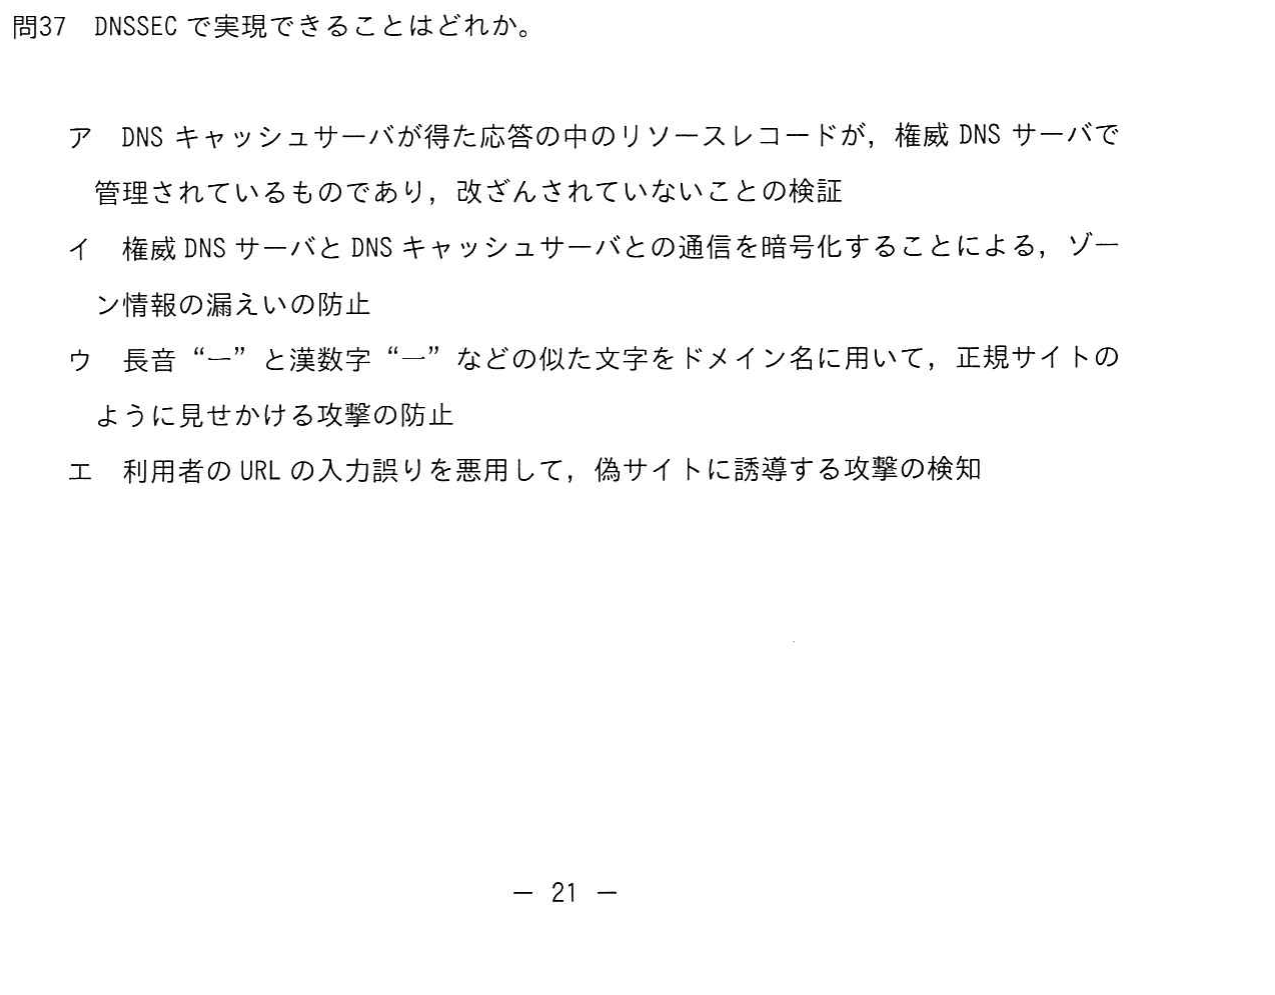 問37 DNSSEC で実現できることはどれか。
ア DNS キャッシュサーバが得た応答の中のリソースレコードが，権威 DNS サーバで
管理されているものであり，改ざんされていないことの検証
イ 権威 DNS サーバと DNS キャッシュサーバとの通信を暗号化することによる，ゾー
ン情報の漏えいの防止
ウ 長音“ー”と漢数字“一”などの似た文字をドメイン名に用いて，正規サイトの
ように見せかける攻撃の防止
エ 利用者の URL の入力誤りを悪用して，偽サイトに誘導する攻撃の検知
－ 21 －